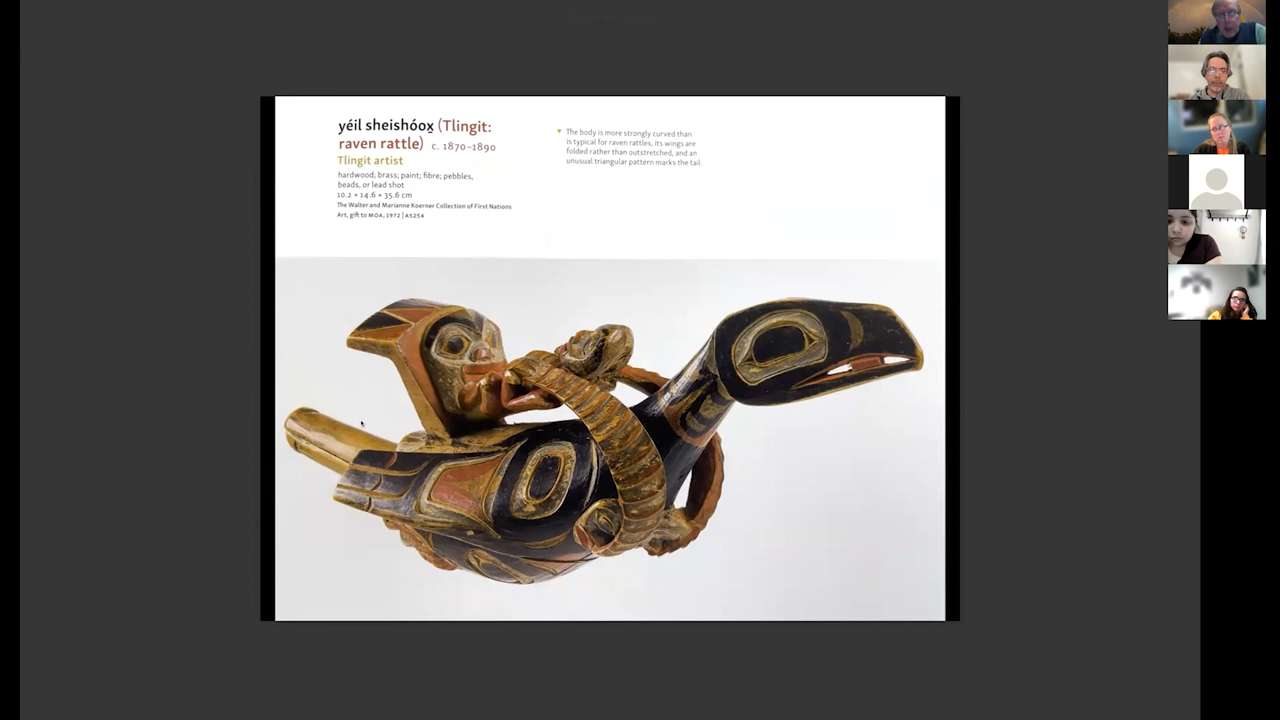 yéil sheishóox̱ (Tlingit:
raven rattle) c. 1870–1890
Tlingit artist
hardwood; brass; paint; fibre; pebbles,
beads, or lead shot
10.2 × 14.6 × 35.6 cm
The Walter and Marianne Koerner Collection of First Nations
Art, gift to MOA, 1972 | A5254
▼ The body is more strongly curved than
is typical for raven rattles, its wings are
folded rather than outstretched, and an
unusual triangular pattern marks the tail.